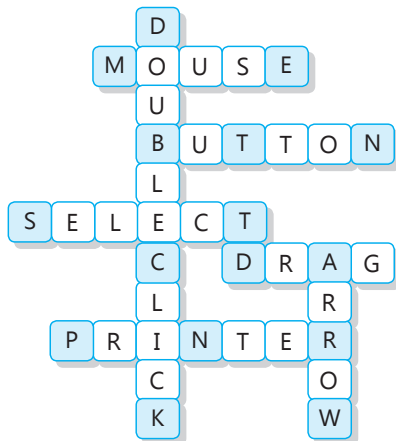 D
MOUSE
U
BUTTON
L
SELECT
C DRAG
L R
PRINTER
C O
K W